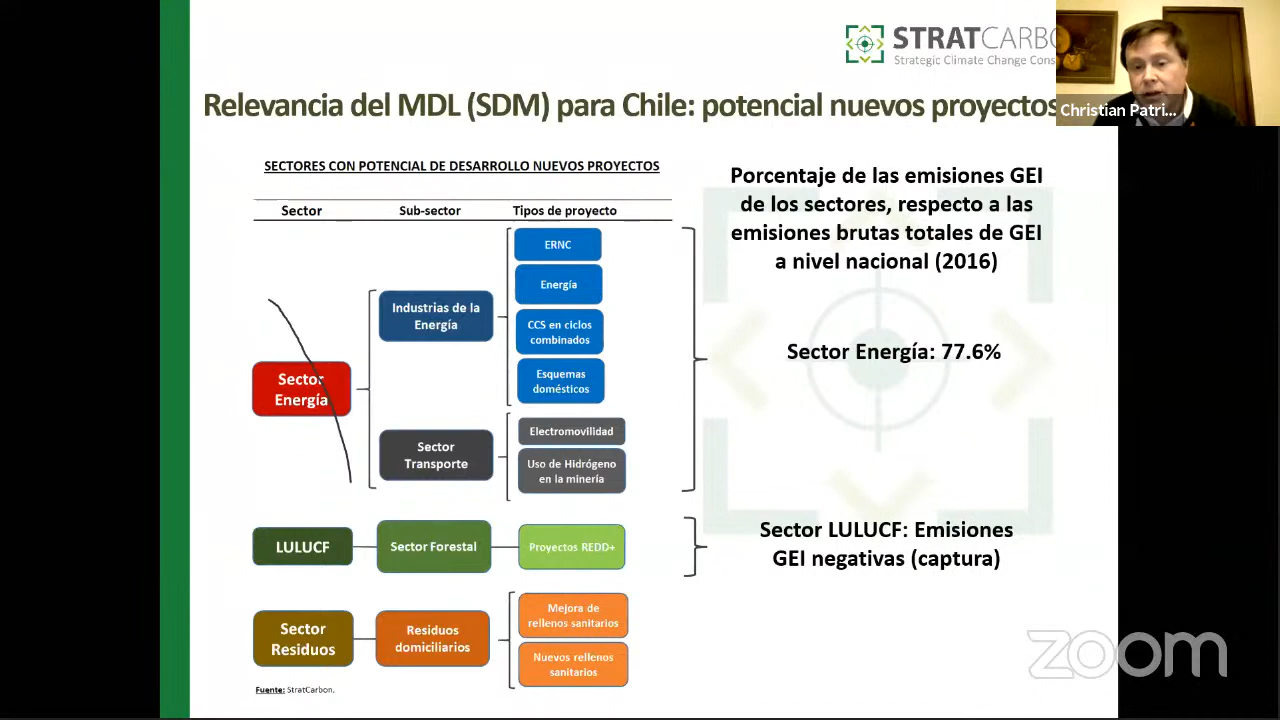 STRATCARBO
Strategic Climate Change Cons
Relevancia del MDL (SDM) para Chile: potencial nuevos proyectos
Christian Patri...
SECTORES CON POTENCIAL DE DESARROLLO NUEVOS PROYECTOS
Sector Sub-sector Tipos de proyecto
Sector
Energía
Industrias de la
Energía
ERNC
Energía
CCS en ciclos
combinados
Esquemas
domésticos
Sector
Transporte
Electromovilidad
Uso de Hidrógeno
en la minería
LULUCF
Sector Forestal
Proyectos REDD+
Sector
Residuos
Residuos
domiciliarios
Mejora de
rellenos sanitarios
Nuevos rellenos
sanitarios
Fuente: StratCarbon.
Porcentaje de las emisiones GEI
de los sectores, respecto a las
emisiones brutas totales de GEI
a nivel nacional (2016)
Sector Energía: 77.6%
Sector LULUCF: Emisiones
GEI negativas (captura)
zoom